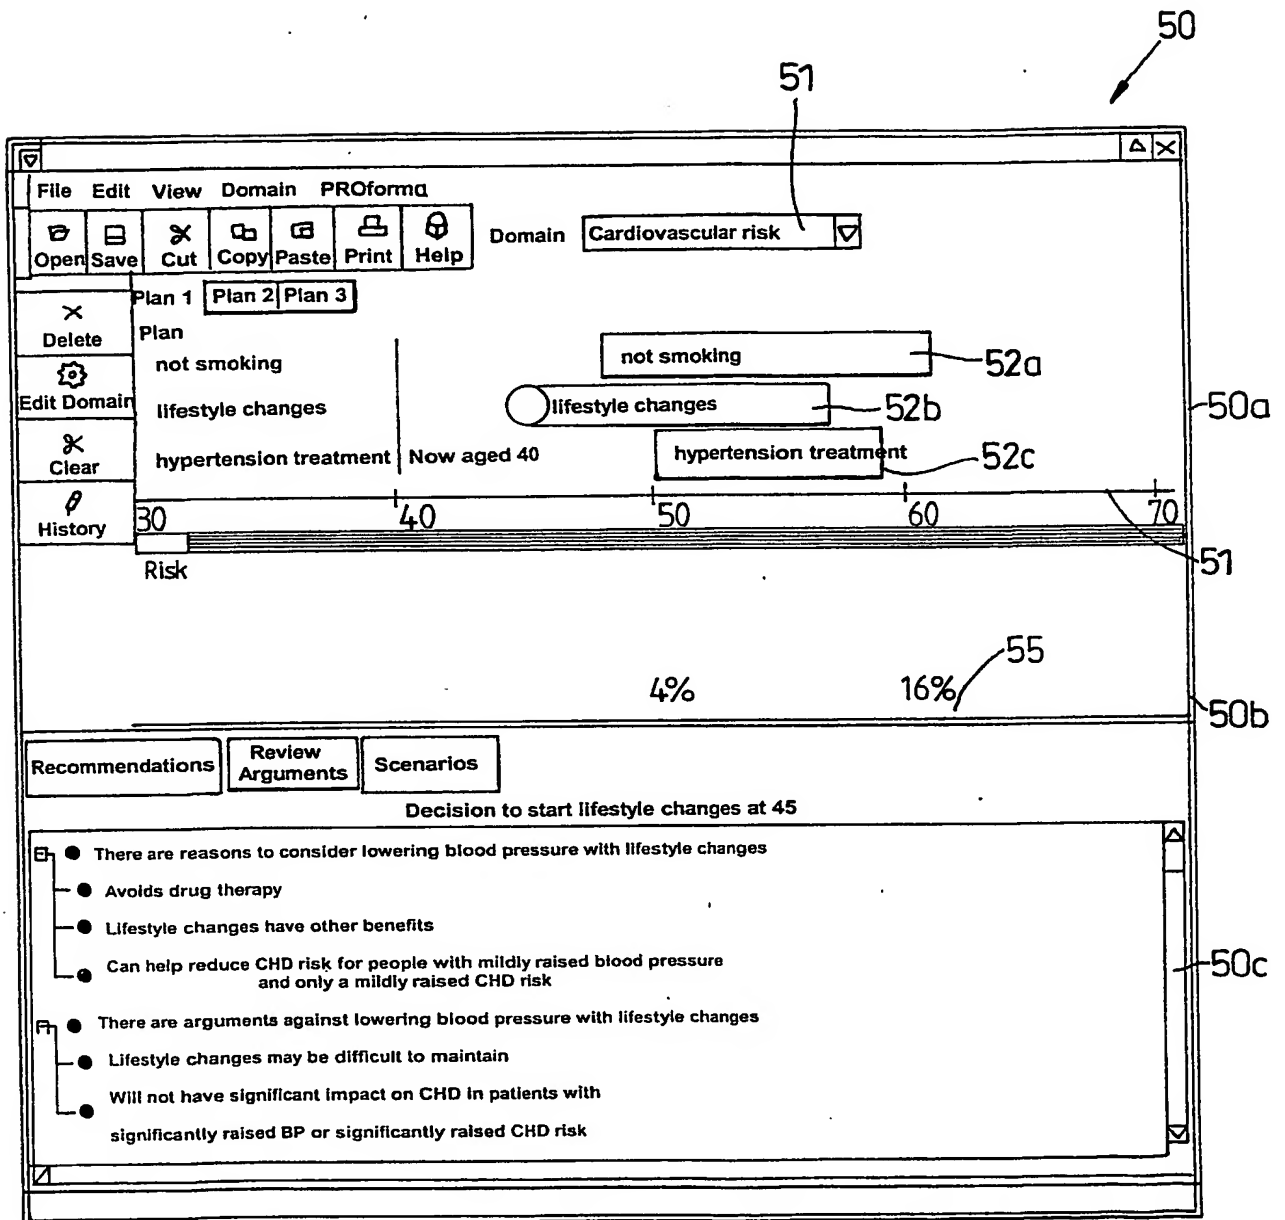 50
51
File Edit View Domain PROforma
Open Save Cut Copy Paste Print Help
Domain Cardiovascular risk
Plan 1 Plan 2 Plan 3
Delete
Plan
not smoking
not smoking
52a
Edit Domain
lifestyle changes
lifestyle changes
52b
50a
Clear
hypertension treatment
Now aged 40
hypertension treatment
52c
History
30 40 50 60 70
51
Risk
4% 16%
55
50b
Recommendations
Review
Arguments
Scenarios
Decision to start lifestyle changes at 45
There are reasons to consider lowering blood pressure with lifestyle changes
Avoids drug therapy
Lifestyle changes have other benefits
Can help reduce CHD risk for people with mildly raised blood pressure
and only a mildly raised CHD risk
50c
There are arguments against lowering blood pressure with lifestyle changes
Lifestyle changes may be difficult to maintain
Will not have significant impact on CHD in patients with
significantly raised BP or significantly raised CHD risk